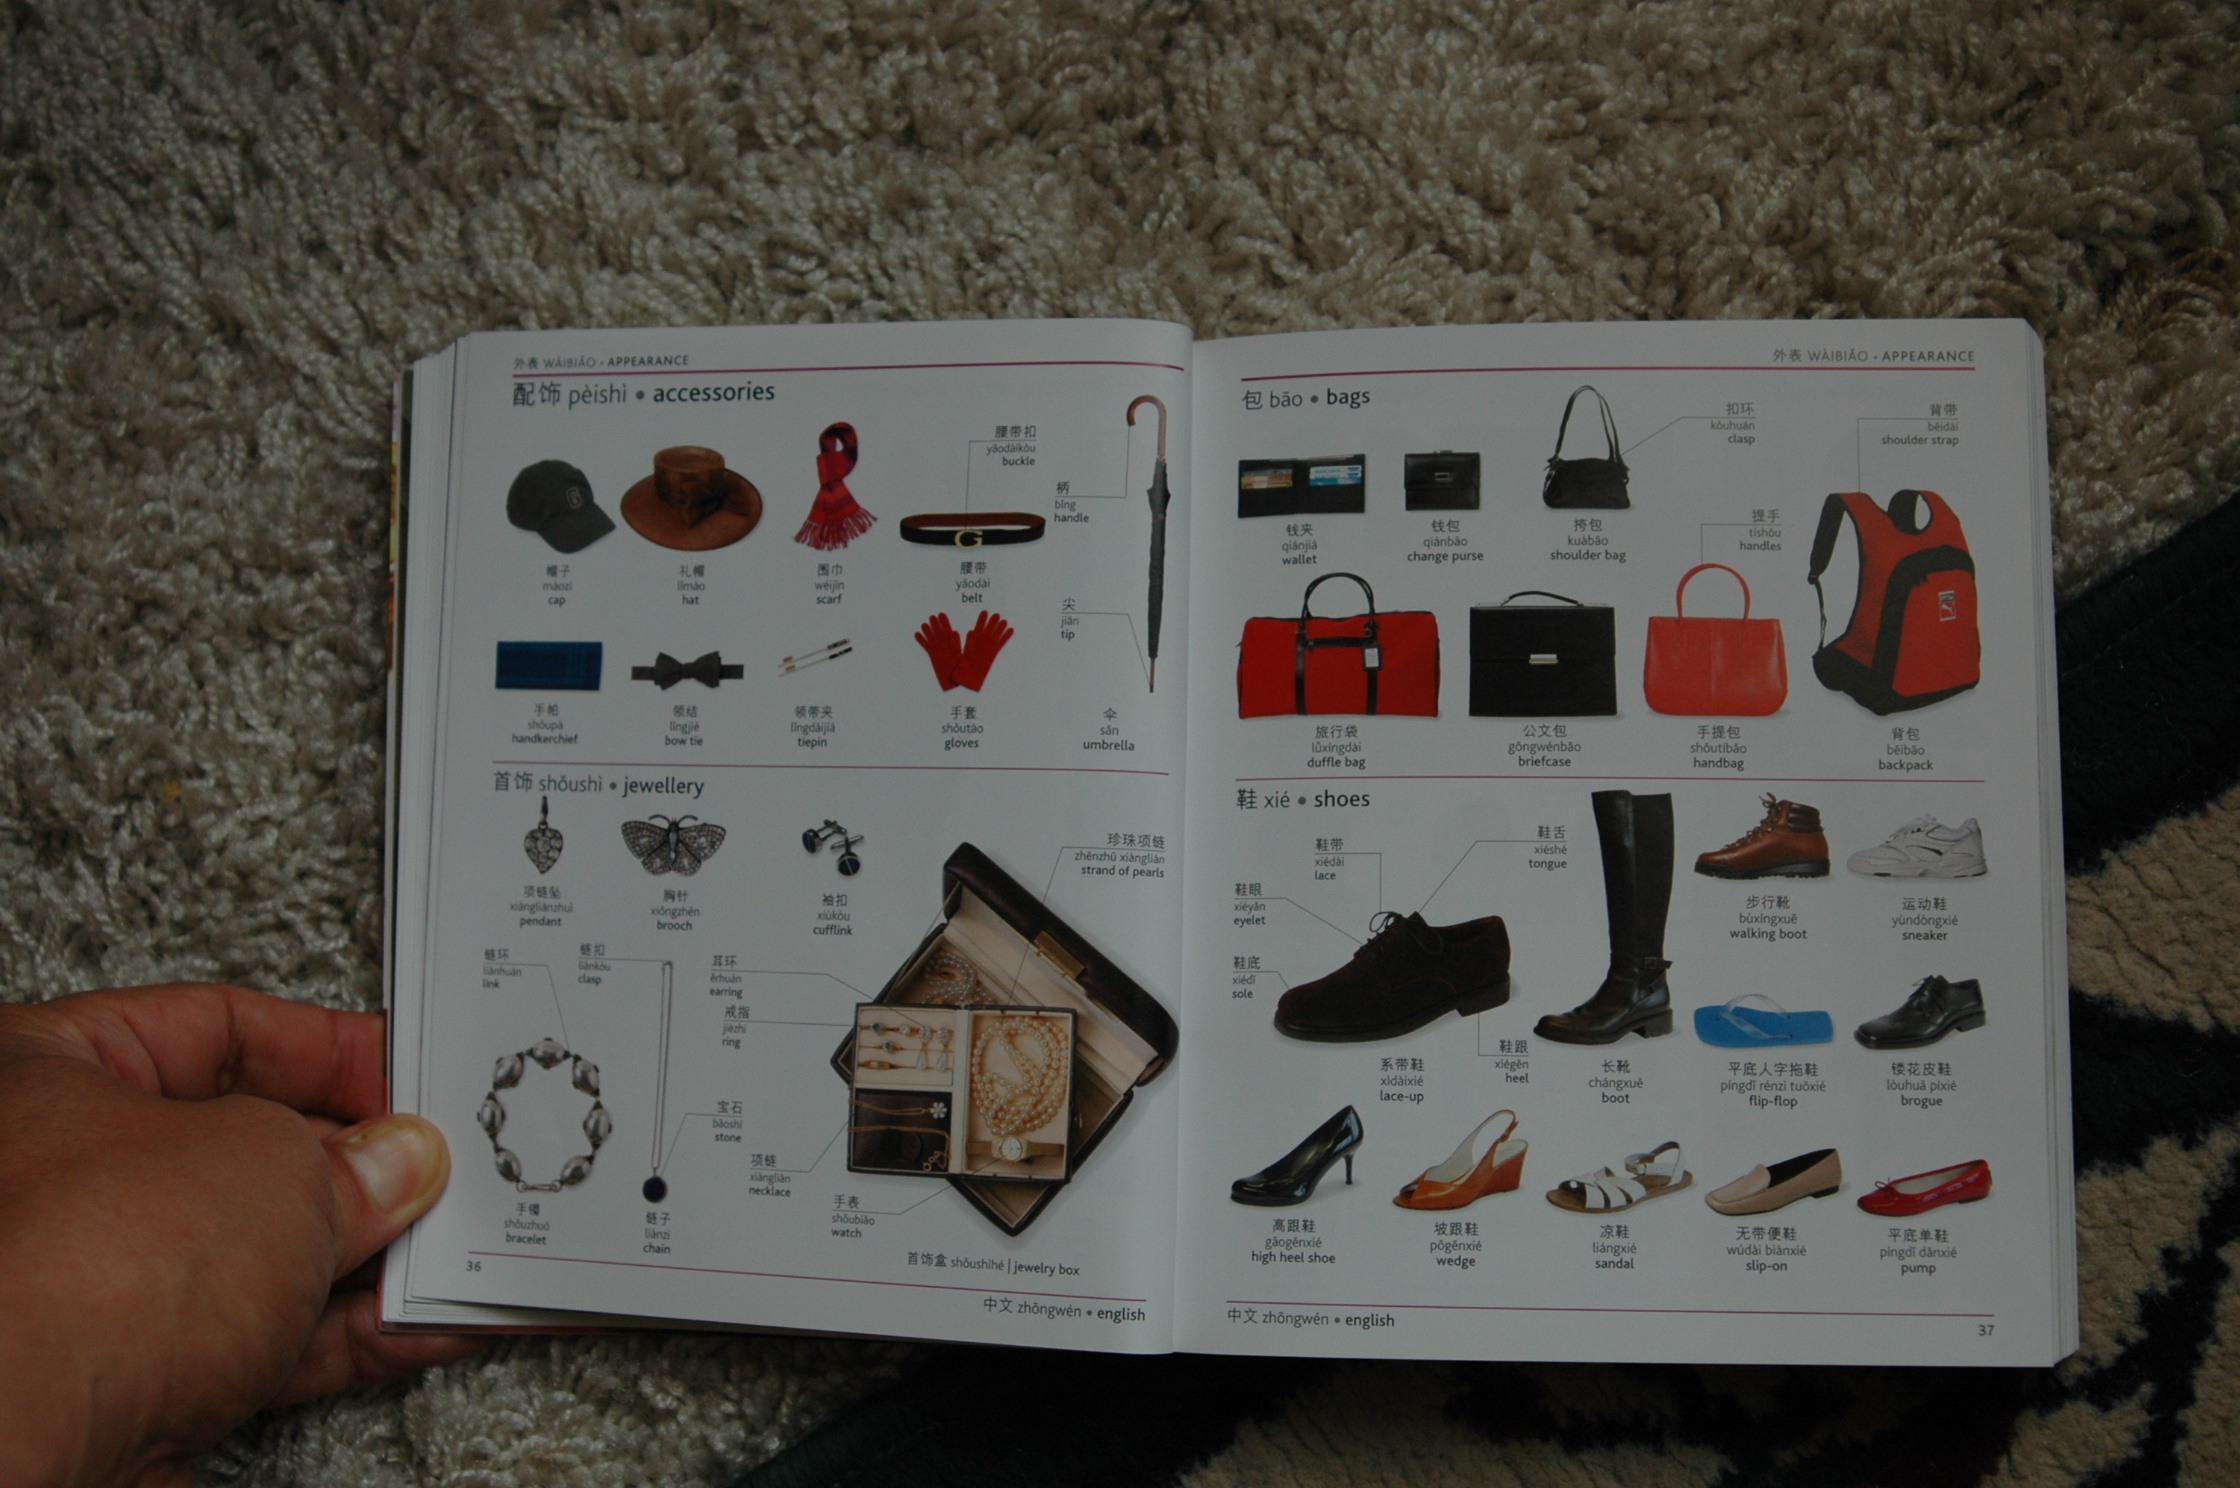 外表 WÀIBIǍO • APPEARANCE
配饰 pèishì • accessories
帽子
màozi
cap
礼帽
lǐmào
hat
围巾
wéijīn
scarf
腰带扣
yāodàikòu
buckle
腰带
yāodài
belt
柄
bǐng
handle
尖
jiān
tip
手帕
shǒupà
handkerchief
领结
lǐngjié
bow tie
领带夹
lǐngdàijiā
tiepin
手套
shǒutào
gloves
伞
sǎn
umbrella
首饰 shǒushì • jewellery
项链坠
xiàngliànzhuì
pendant
胸针
xiōngzhēn
brooch
袖扣
xiùkòu
cufflink
珍珠项链
zhēnzhū xiàngliàn
strand of pearls
链环
liànhuán
link
链扣
liànkòu
clasp
耳环
ěrhuán
earring
戒指
jièzhi
ring
宝石
bǎoshí
stone
项链
xiàngliàn
necklace
手表
shǒubiǎo
watch
手镯
shǒuzhuó
bracelet
链子
liànzi
chain
首饰盒 shǒushìhé | jewelry box
36
中文 zhōngwén • english
外表 WÀIBIǍO • APPEARANCE
包 bāo • bags
钱夹
qiánjiā
wallet
钱包
qiánbāo
change purse
挎包
kuàbāo
shoulder bag
扣环
kòuhuán
clasp
提手
tíshǒu
handles
背带
bēidài
shoulder strap
旅行袋
lǚxíngdài
duffle bag
公文包
gōngwénbāo
briefcase
手提包
shǒutíbāo
handbag
背包
bēibāo
backpack
鞋 xié • shoes
鞋眼
xiéyǎn
eyelet
鞋带
xiédài
lace
鞋舌
xiéshé
tongue
鞋底
xiédǐ
sole
鞋跟
xiégēn
heel
系带鞋
xìdàixié
lace-up
长靴
chángxuē
boot
步行靴
bùxíngxuē
walking boot
运动鞋
yùndòngxié
sneaker
平底人字拖鞋
píngdǐ rénzì tuōxié
flip-flop
镂花皮鞋
lòuhuā píxié
brogue
高跟鞋
gāogēnxié
high heel shoe
坡跟鞋
pōgēnxié
wedge
凉鞋
liángxié
sandal
无带便鞋
wúdài biànxié
slip-on
平底单鞋
píngdǐ dānxié
pump
中文 zhōngwén • english
37